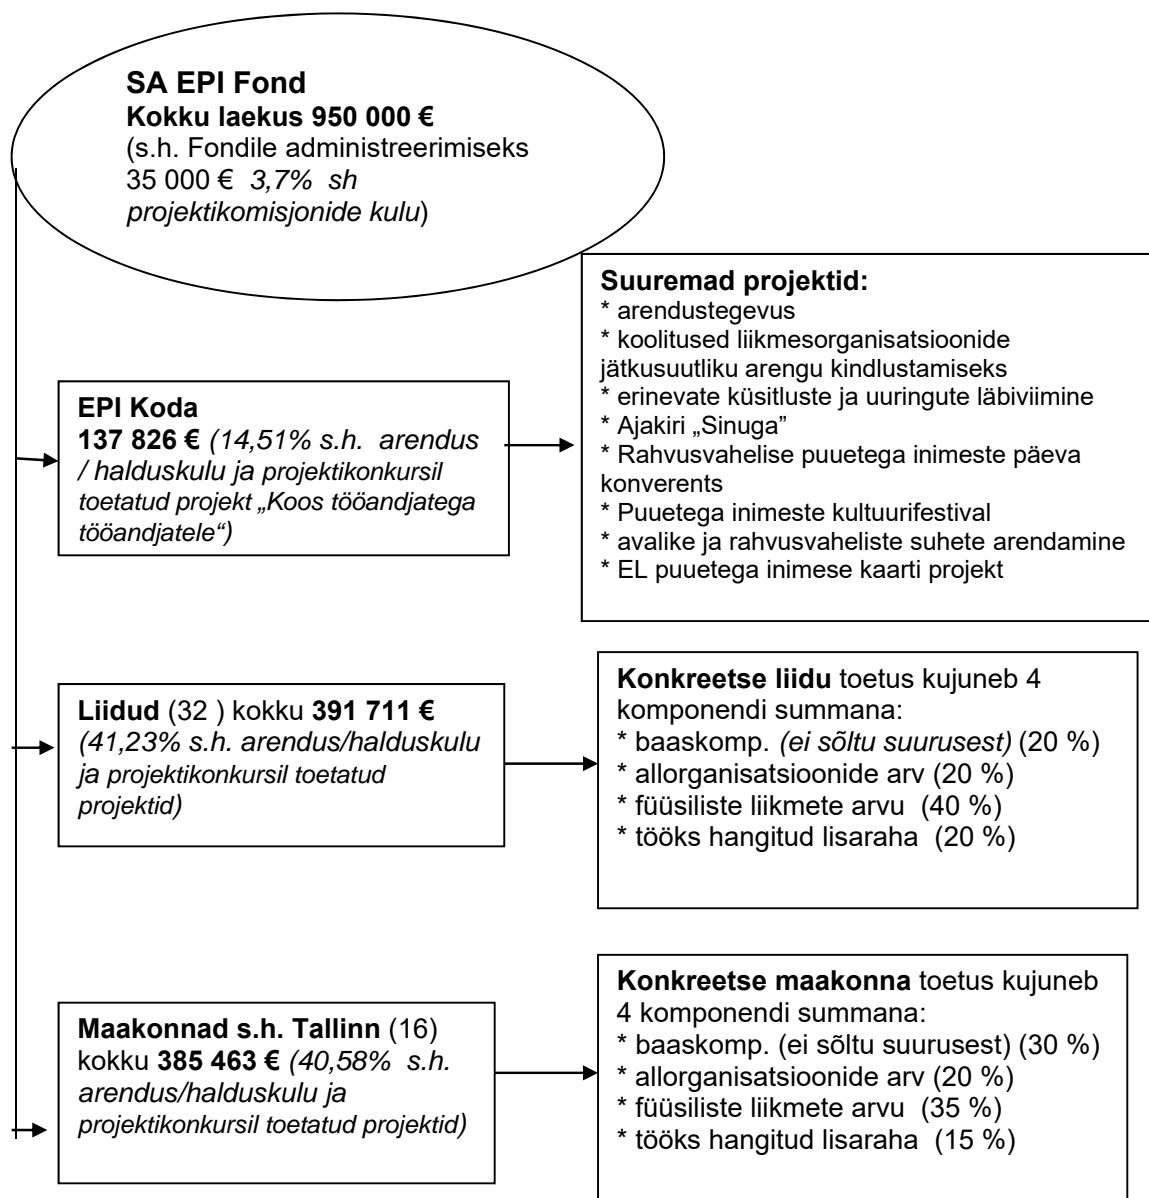 SA EPI Fond
Kokku laekus 950 000 €
(s.h. Fondile administreerimiseks
35 000 € 3,7% sh
projektikomisjonide kulu)
Suuremad projektid:
* arendustegevus
* koolitused liikmesorganisatsioonide
jätkusuutliku arengu kindlustamiseks
* erinevate küsitluste ja uuringute läbiviimine
* Ajakiri „Sinuga”
* Rahvusvahelise puuetega inimeste päeva
konverents
* Puuetega inimeste kultuurifestival
* avalike ja rahvusvaheliste suhete arendamine
* EL puuetega inimese kaarti projekt
EPI Koda
137 826 € (14,51% s.h. arendus
/ halduskulu ja projektikonkursil
toetatud projekt „Koos tööandjatega
tööandjatele“)
Liidud (32 ) kokku 391 711 €
(41,23% s.h. arendus/halduskulu
ja projektikonkursil toetatud
projektid)
Konkreetse liidu toetus kujuneb 4
komponendi summana:
* baaskomp. (ei sõltu suurusest) (20 %)
* allorganisatsioonide arv (20 %)
* füüsiliste liikmete arvu (40 %)
* tööks hangitud lisaraha (20 %)
Maakonnad s.h. Tallinn (16)
kokku 385 463 € (40,58% s.h.
arendus/halduskulu ja
projektikonkursil toetatud projektid)
Konkreetse maakonna toetus kujuneb
4 komponendi summana:
* baaskomp. (ei sõltu suurusest) (30 %)
* allorganisatsioonide arv (20 %)
* füüsiliste liikmete arvu (35 %)
* tööks hangitud lisaraha (15 %)